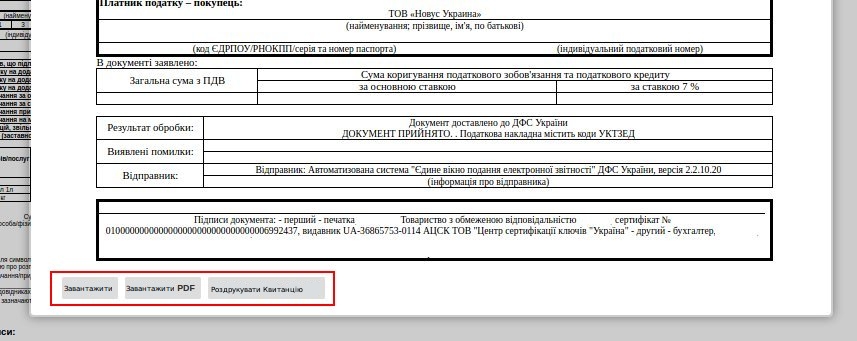 Платник податку – покупець:
ТОВ «Новус Украина»
(найменування; прізвище, ім'я, по батькові)
(код ЄДРПОУ/РНОКПП/серія та номер паспорта) (індивідуальний податковий номер)
В документі заявлено:
Загальна сума з ПДВ
Сума коригування податкового зобов'язання та податкового кредиту
за основною ставкою за ставкою 7 %
Результат обробки:
Документ доставлено до ДФС України
ДОКУМЕНТ ПРИЙНЯТО. . Податкова накладна містить коди УКТЗЕД
Виявлені помилки:
Відправник:
Відправник: Автоматизована система "Єдине вікно подання електронної звітності" ДФС України, версія 2.2.10.20
(інформація про відправника)
Підписи документа: - перший - печатка Товариство з обмеженою відповідальністю сертифікат №
видавник UA-36865753-0114 АЦСК ТОВ "Центр сертифікації ключів "Україна" - другий - бухгалтер,
Завантажити Завантажити PDF Роздрукувати Квитанцію